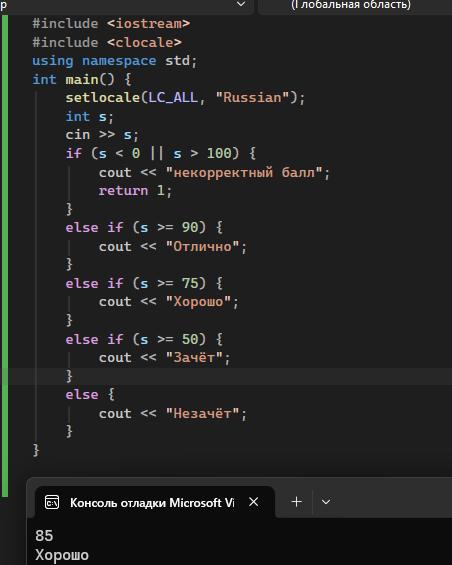 р (Глобальная область)
#include <iostream>
#include <clocale>
using namespace std;
int main() {
setlocale(LC_ALL, "Russian");
int s;
cin >> s;
if (s < 0 || s > 100) {
cout << "некорректный балл";
return 1;
}
else if (s >= 90) {
cout << "Отлично";
}
else if (s >= 75) {
cout << "Хорошо";
}
else if (s >= 50) {
cout << "Зачёт";
}
else {
cout << "Незачёт";
}
}
Консоль отладки Microsoft Vi
85
Хорошо